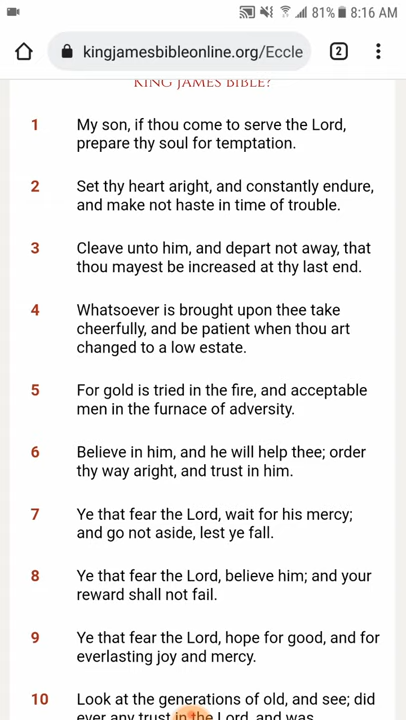 81% 8:16 AM
kingjamesbibleonline.org/Eccle 2
KING JAMES BIBLE?
1 My son, if thou come to serve the Lord,
prepare thy soul for temptation.
2 Set thy heart aright, and constantly endure,
and make not haste in time of trouble.
3 Cleave unto him, and depart not away, that
thou mayest be increased at thy last end.
4 Whatsoever is brought upon thee take
cheerfully, and be patient when thou art
changed to a low estate.
5 For gold is tried in the fire, and acceptable
men in the furnace of adversity.
6 Believe in him, and he will help thee; order
thy way aright, and trust in him.
7 Ye that fear the Lord, wait for his mercy;
and go not aside, lest ye fall.
8 Ye that fear the Lord, believe him; and your
reward shall not fail.
9 Ye that fear the Lord, hope for good, and for
everlasting joy and mercy.
10 Look at the generations of old, and see; did
ever any trust in the Lord, and was